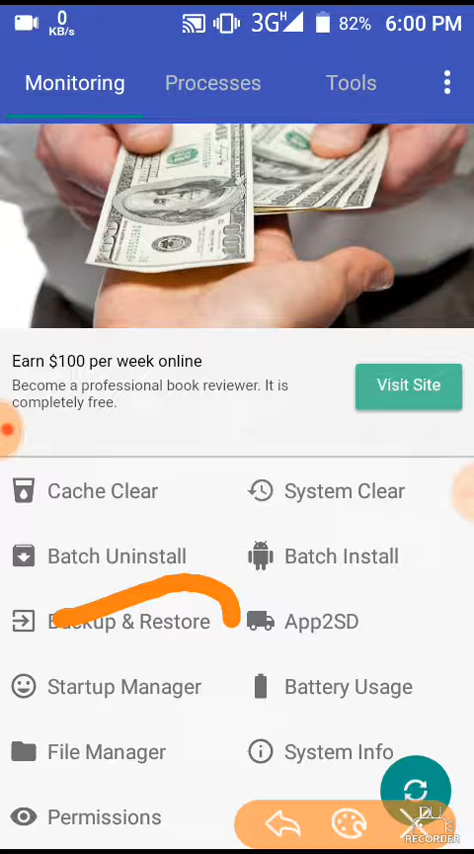 0
KB/s
3G H 82% 6:00 PM
Monitoring Processes Tools
100
Earn $100 per week online
Become a professional book reviewer. It is
completely free.
Visit Site
Cache Clear System Clear
Batch Uninstall Batch Install
Backup & Restore App2SD
Startup Manager Battery Usage
File Manager System Info
Permissions
DU
RECORDER